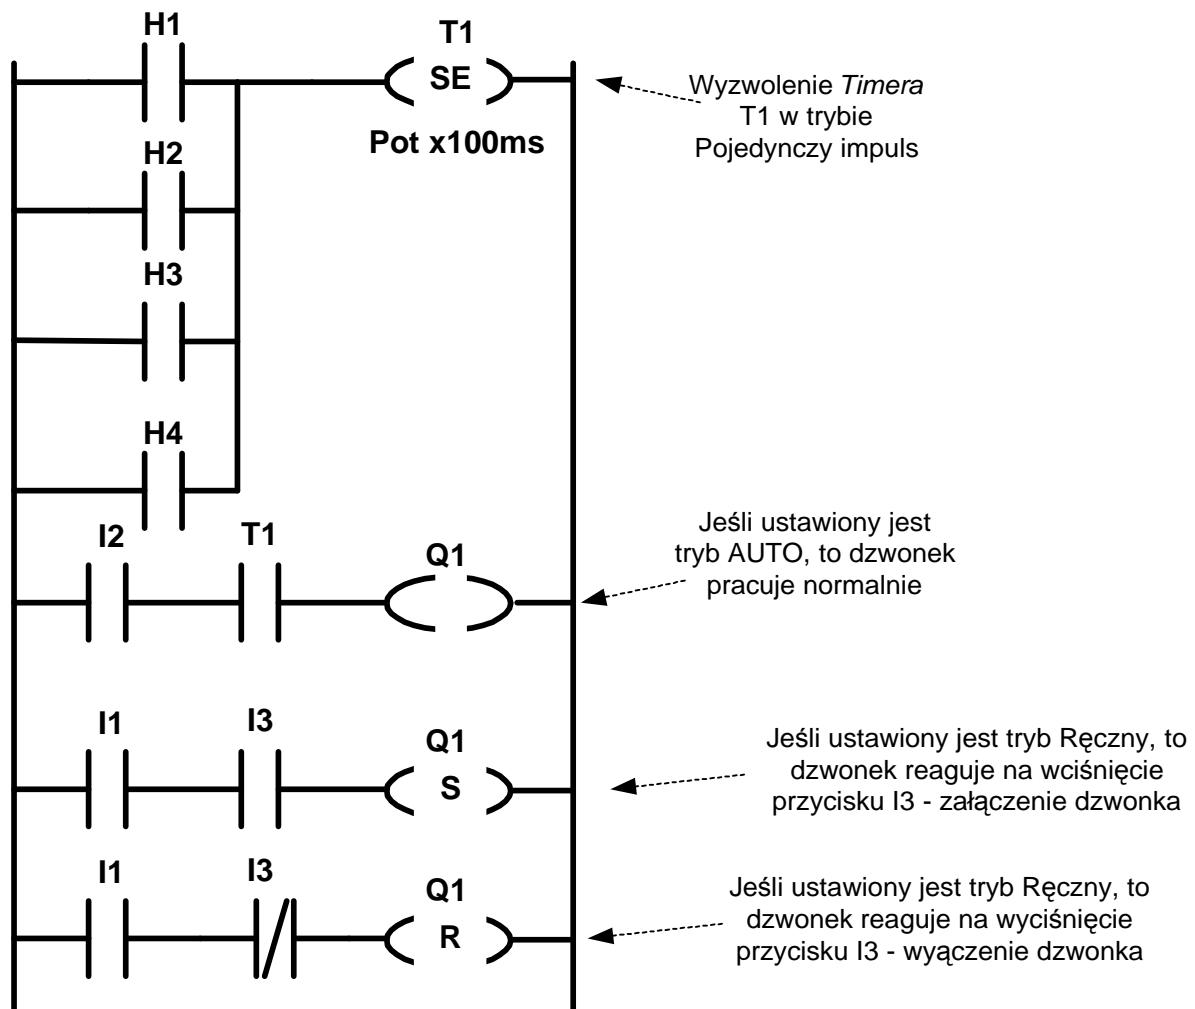 H1
T1
SE
Pot x100ms
Wyzwolenie Timera
T1 w trybie
Pojedynczy impuls
H2
H3
H4
I2
T1
Q1
Jeśli ustawiony jest
tryb AUTO, to dzwonek
pracuje normalnie
I1
I3
Q1
S
Jeśli ustawiony jest tryb Ręczny, to
dzwonek reaguje na wciśnięcie
przycisku I3 - załączenie dzwonka
I1
I3
Q1
R
Jeśli ustawiony jest tryb Ręczny, to
dzwonek reaguje na wyciśnięcie
przycisku I3 - wyączenie dzwonka